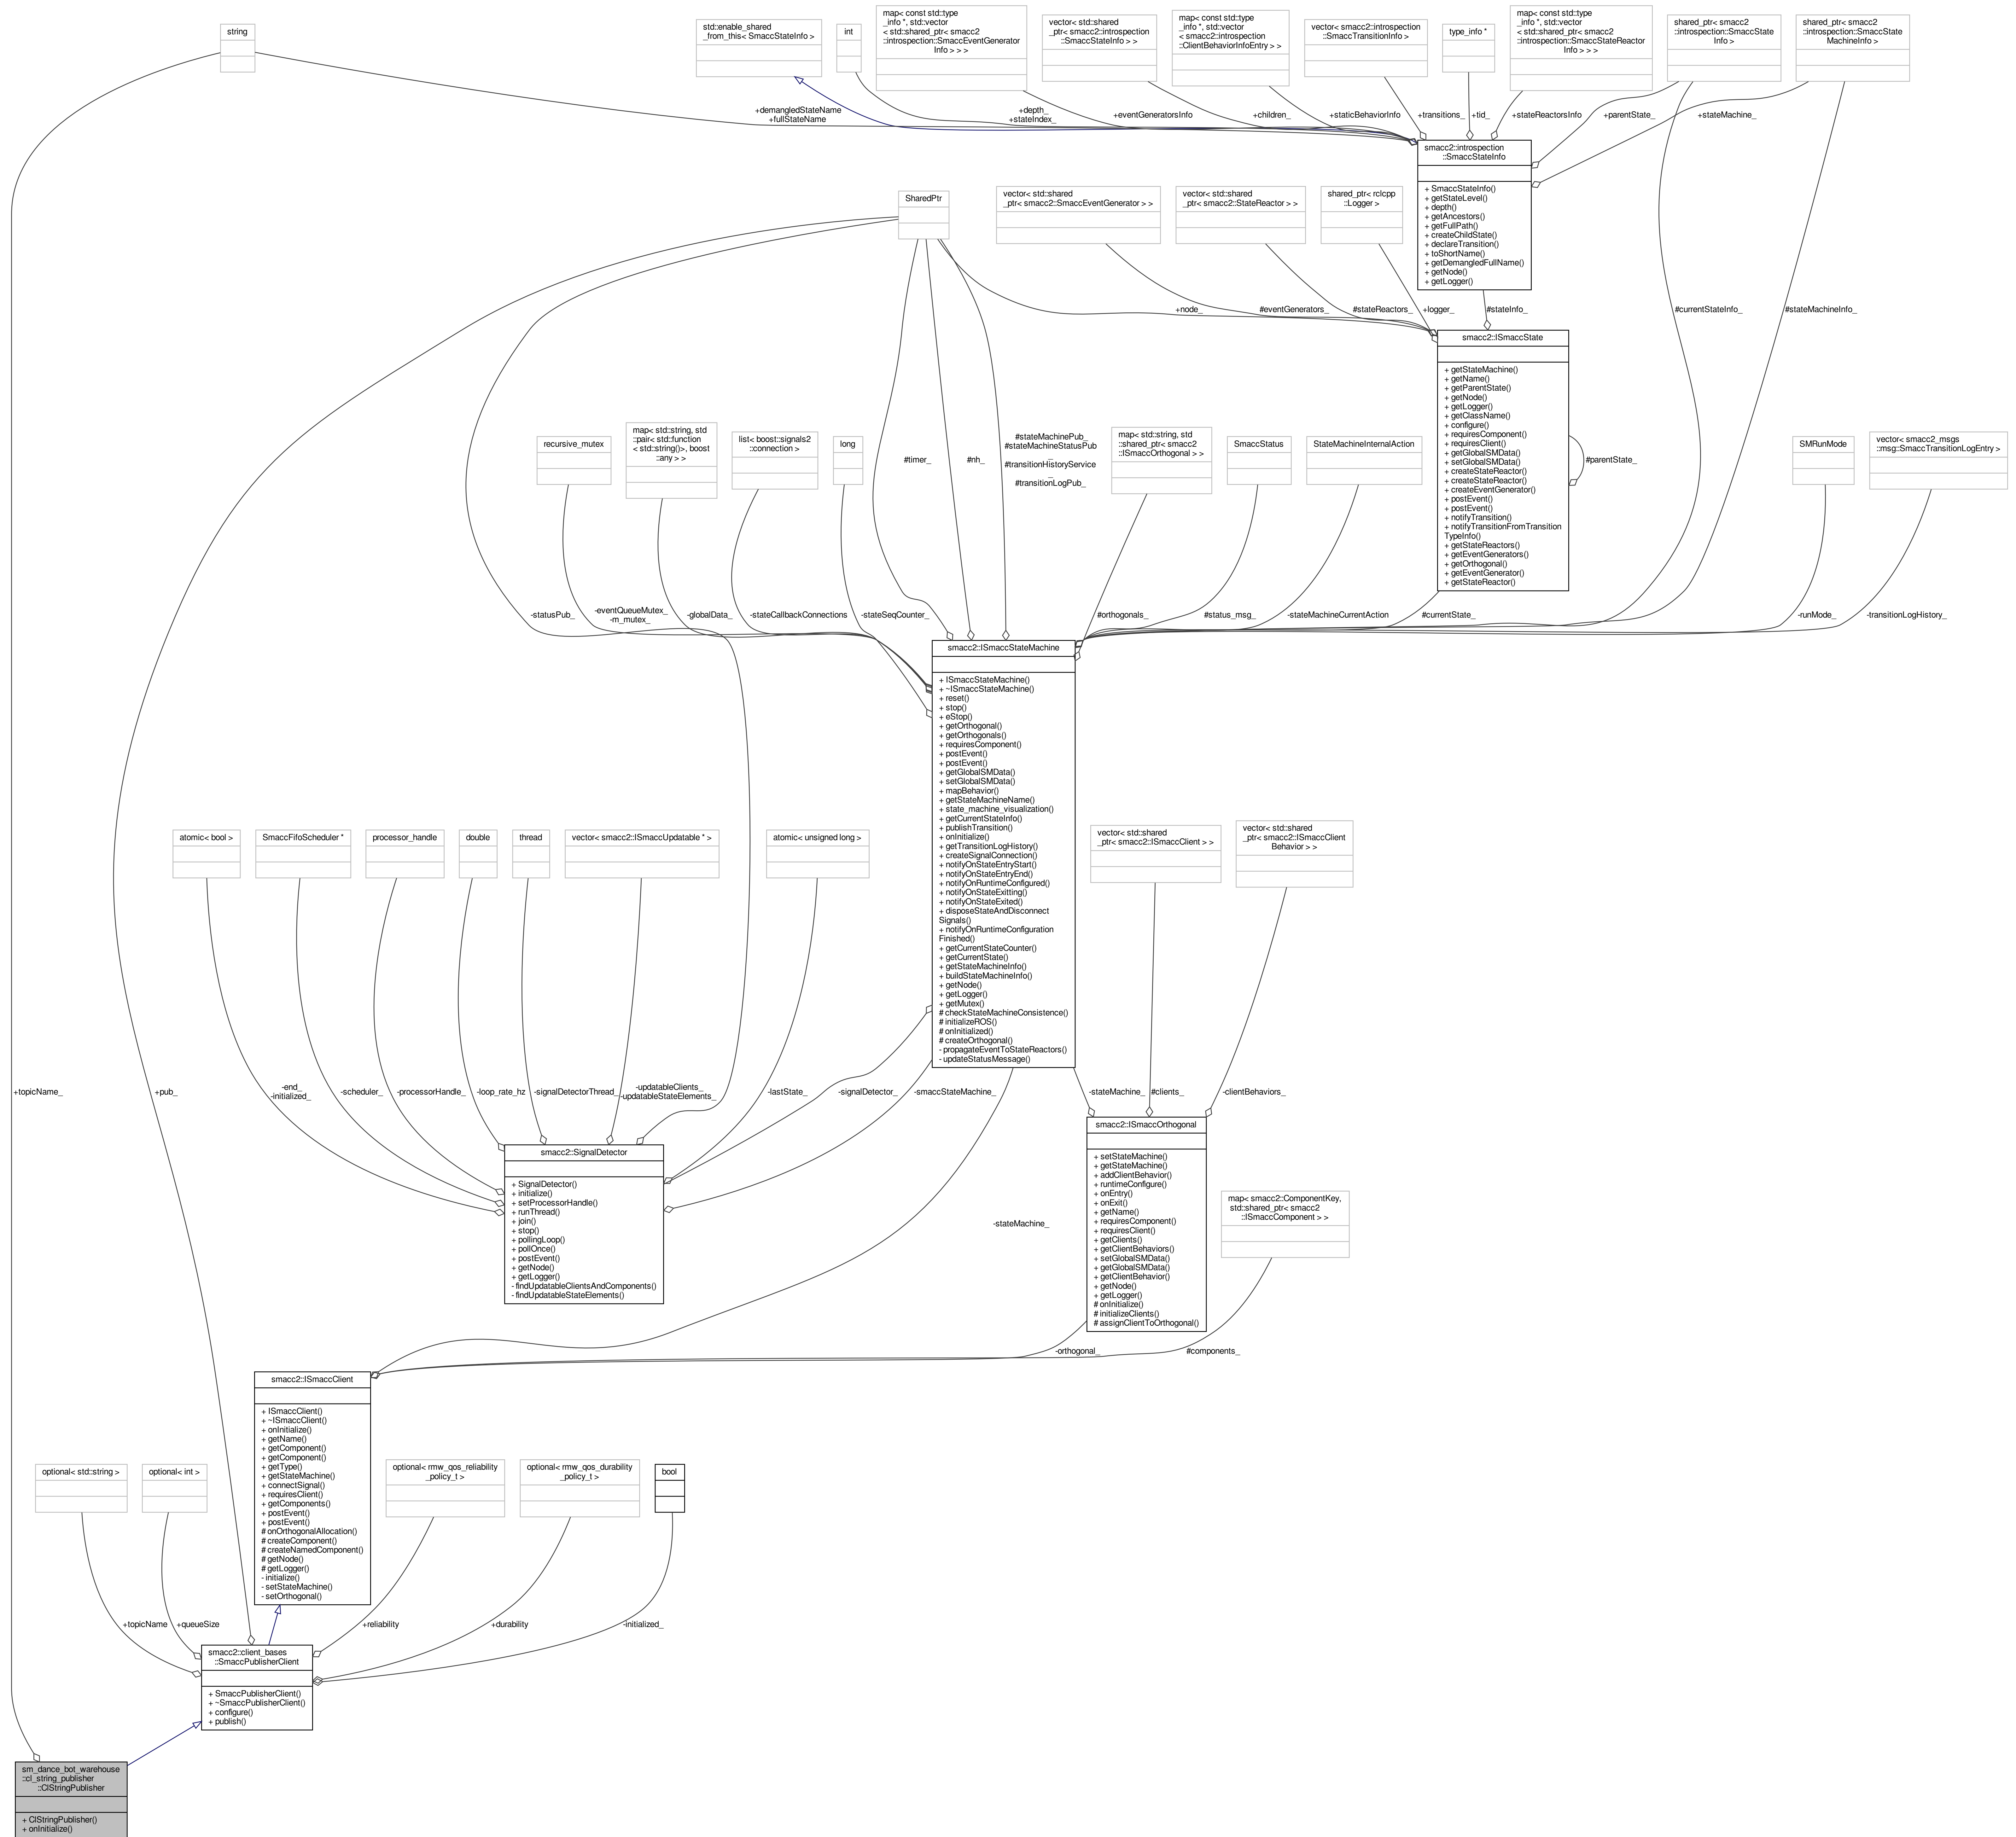 string
std::enable_shared
_from_this< SmaccStateInfo >
int
map< const std::type
_info *, std::vector
< std::shared_ptr< smacc2
::introspection::SmaccEventGenerator
Info > > >
vector< std::shared
_ptr< smacc2::introspection
::SmaccStateInfo > >
map< const std::type
_info *, std::vector
< smacc2::introspection
::ClientBehaviorInfoEntry > >
vector< smacc2::introspection
::SmaccTransitionInfo >
type_info *
map< const std::type
_info *, std::vector
< std::shared_ptr< smacc2
::introspection::SmaccStateReactor
Info > > >
shared_ptr< smacc2
::introspection::SmaccState
Info >
shared_ptr< smacc2
::introspection::SmaccState
MachineInfo >
+demangledStateName
+fullStateName
+depth_
+stateIndex_
+eventGeneratorsInfo
+children_
+staticBehaviorInfo
+transitions_
+tid_
+stateReactorsInfo
+parentState_
+stateMachine_
smacc2::introspection
::SmaccStateInfo
+ SmaccStateInfo()
+ getStateLevel()
+ depth()
+ getAncestors()
+ getFullPath()
+ createChildState()
+ declareTransition()
+ toShortName()
+ getDemangledFullName()
+ getNode()
+ getLogger()
SharedPtr
vector< std::shared
_ptr< smacc2::SmaccEventGenerator > >
vector< std::shared
_ptr< smacc2::StateReactor > >
shared_ptr< rclcpp
::Logger >
+node_
#eventGenerators_
#stateReactors_
+logger_
#stateInfo_
#currentStateInfo_
#stateMachineInfo_
smacc2::ISmaccState
+ getStateMachine()
+ getName()
+ getParentState()
+ getNode()
+ getLogger()
+ getClassName()
+ configure()
+ requiresComponent()
+ requiresClient()
+ getGlobalSMData()
+ setGlobalSMData()
+ createStateReactor()
+ createStateReactor()
+ createEventGenerator()
+ postEvent()
+ postEvent()
+ notifyTransition()
+ notifyTransitionFromTransition
TypeInfo()
+ getStateReactors()
+ getEventGenerators()
+ getOrthogonal()
+ getEventGenerator()
+ getStateReactor()
#parentState_
recursive_mutex
map< std::string, std
::pair< std::function
< std::string()>, boost
::any > >
list< boost::signals2
::connection >
long
#timer_
#nh_
#stateMachinePub_
#stateMachineStatusPub
_
#transitionHistoryService
_
#transitionLogPub_
map< std::string, std
::shared_ptr< smacc2
::ISmaccOrthogonal > >
SmaccStatus
StateMachineInternalAction
SMRunMode
vector< smacc2_msgs
::msg::SmaccTransitionLogEntry >
-statusPub_
-eventQueueMutex_
-m_mutex_
-globalData_
-stateCallbackConnections
-stateSeqCounter_
#orthogonals_
#status_msg_
-stateMachineCurrentAction
#currentState_
-runMode_
-transitionLogHistory_
smacc2::ISmaccStateMachine
+ ISmaccStateMachine()
+ ~ISmaccStateMachine()
+ reset()
+ stop()
+ eStop()
+ getOrthogonal()
+ getOrthogonals()
+ requiresComponent()
+ postEvent()
+ postEvent()
+ getGlobalSMData()
+ setGlobalSMData()
+ mapBehavior()
+ getStateMachineName()
+ state_machine_visualization()
+ getCurrentStateInfo()
+ publishTransition()
+ onInitialize()
+ getTransitionLogHistory()
+ createSignalConnection()
+ notifyOnStateEntryStart()
+ notifyOnStateEntryEnd()
+ notifyOnRuntimeConfigured()
+ notifyOnStateExitting()
+ notifyOnStateExited()
+ disposeStateAndDisconnect
Signals()
+ notifyOnRuntimeConfiguration
Finished()
+ getCurrentStateCounter()
+ getCurrentState()
+ getStateMachineInfo()
+ buildStateMachineInfo()
+ getNode()
+ getLogger()
+ getMutex()
# checkStateMachineConsistence()
# initializeROS()
# onInitialized()
# createOrthogonal()
- propagateEventToStateReactors()
- updateStatusMessage()
atomic< bool >
SmaccFifoScheduler *
processor_handle
double
thread
vector< smacc2::ISmaccUpdatable * >
atomic< unsigned long >
vector< std::shared
_ptr< smacc2::ISmaccClient > >
vector< std::shared
_ptr< smacc2::ISmaccClient
Behavior > >
+topicName_
+pub_
-end_
-initialized_
-scheduler_
-processorHandle_
-loop_rate_hz
-signalDetectorThread_
-updatableClients_
-updatableStateElements_
-lastState_
-signalDetector_
-smaccStateMachine_
-stateMachine_
#clients_
-clientBehaviors_
smacc2::SignalDetector
+ SignalDetector()
+ initialize()
+ setProcessorHandle()
+ runThread()
+ join()
+ stop()
+ pollingLoop()
+ pollOnce()
+ postEvent()
+ getNode()
+ getLogger()
- findUpdatableClientsAndComponents()
- findUpdatableStateElements()
smacc2::ISmaccOrthogonal
+ setStateMachine()
+ getStateMachine()
+ addClientBehavior()
+ runtimeConfigure()
+ onEntry()
+ onExit()
+ getName()
+ requiresComponent()
+ requiresClient()
+ getClients()
+ getClientBehaviors()
+ setGlobalSMData()
+ getGlobalSMData()
+ getClientBehavior()
+ getNode()
+ getLogger()
# onInitialize()
# initializeClients()
# assignClientToOrthogonal()
map< smacc2::ComponentKey,
std::shared_ptr< smacc2
::ISmaccComponent > >
-stateMachine_
-orthogonal_
#components_
smacc2::ISmaccClient
+ ISmaccClient()
+ ~ISmaccClient()
+ onInitialize()
+ getName()
+ getComponent()
+ getComponent()
+ getType()
+ getStateMachine()
+ connectSignal()
+ requiresClient()
+ getComponents()
+ postEvent()
+ postEvent()
# onOrthogonalAllocation()
# createComponent()
# createNamedComponent()
# getNode()
# getLogger()
- initialize()
- setStateMachine()
- setOrthogonal()
optional< std::string >
optional< int >
optional< rmw_qos_reliability
_policy_t >
optional< rmw_qos_durability
_policy_t >
bool
+topicName
+queueSize
+reliability
+durability
-initialized_
smacc2::client_bases
::SmaccPublisherClient
+ SmaccPublisherClient()
+ ~SmaccPublisherClient()
+ configure()
+ publish()
sm_dance_bot_warehouse
::cl_string_publisher
::ClStringPublisher
+ ClStringPublisher()
+ onInitialize()